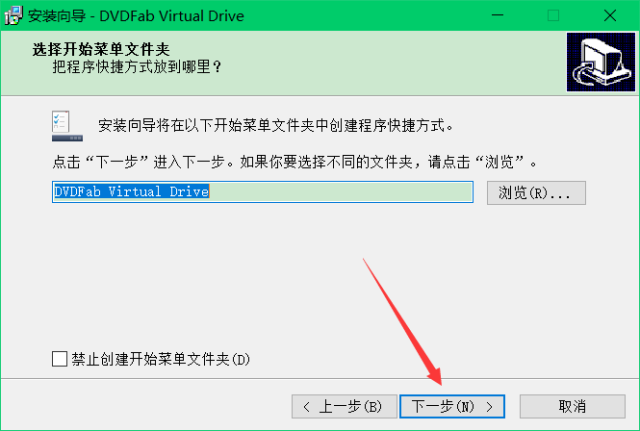 安装向导 - DVDFab Virtual Drive
选择开始菜单文件夹
把程序快捷方式放到哪里？
安装向导将在以下开始菜单文件夹中创建程序快捷方式。
点击“下一步”进入下一步。如果你要选择不同的文件夹，请点击“浏览”。
DVDFab Virtual Drive
浏览(R)...
禁止创建开始菜单文件夹(D)
< 上一步(B)
下一步(N) >
取消